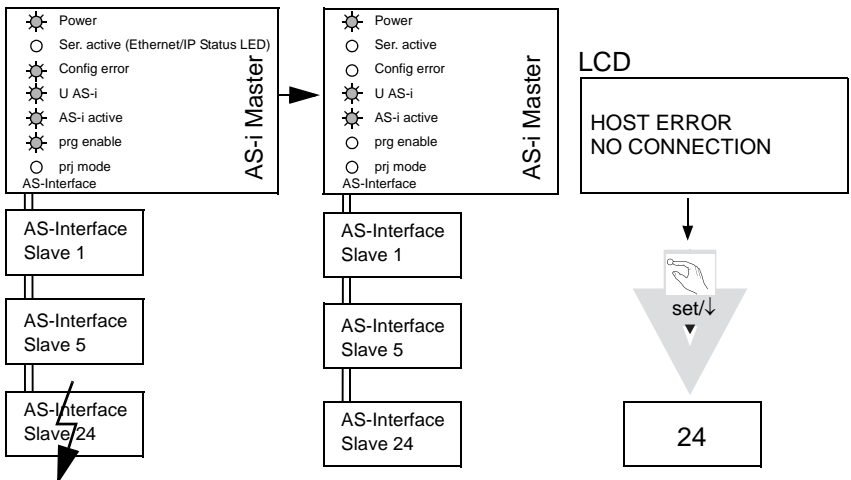 Power
Ser. active (Ethernet/IP Status LED)
Config error
U AS-i
AS-i active
prg enable
prj mode
AS-Interface
AS-i Master
AS-Interface
Slave 1
AS-Interface
Slave 5
AS-Interface
Slave 24
Power
Ser. active
Config error
U AS-i
AS-i active
prg enable
prj mode
AS-Interface
AS-i Master
AS-Interface
Slave 1
AS-Interface
Slave 5
AS-Interface
Slave 24
LCD
HOST ERROR
NO CONNECTION
set/↓
24